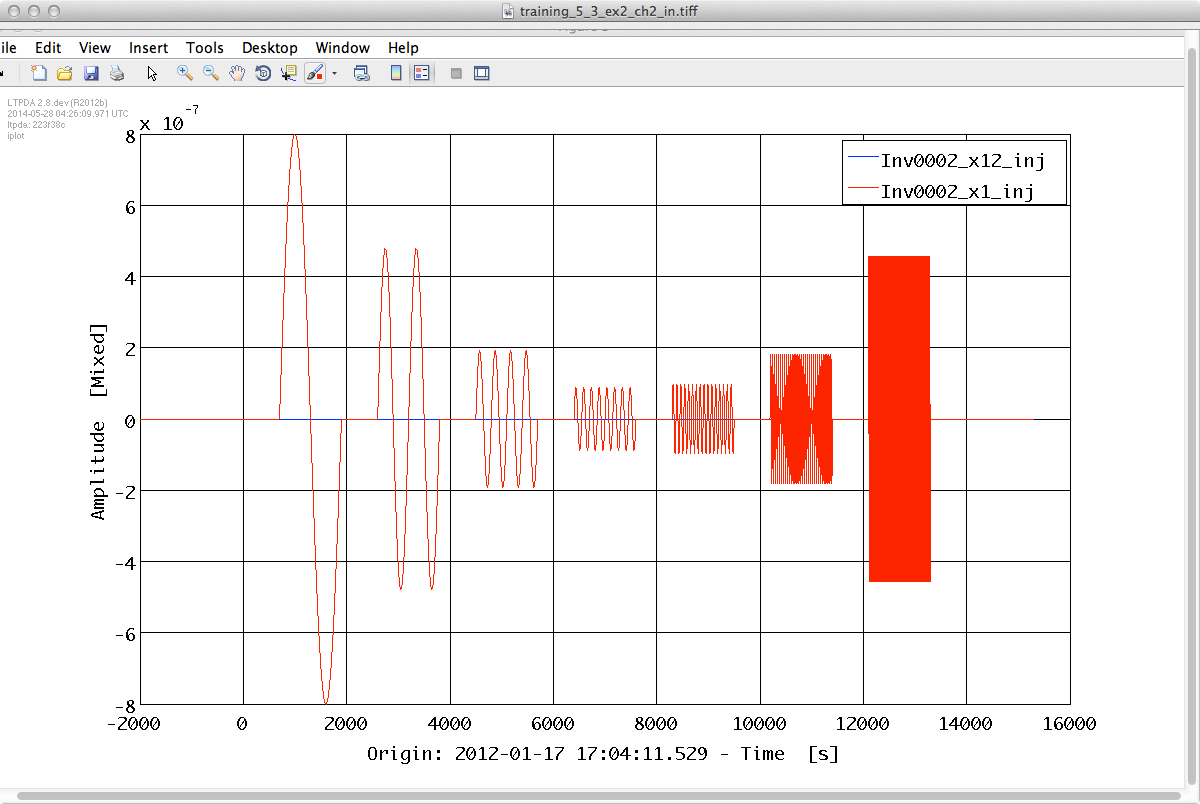 training_5_3_ex2_ch2_in.tiff
ile Edit View Insert Tools Desktop Window Help
LTPDA 2.8.dev (R2012b)
2014-05-28 04:26:09.971 UTC
ltpda: 223f38c
iplot
x 10⁻⁷
8
6
4
2
0
-2
-4
-6
-8
Amplitude [Mixed]
Inv0002_x12_inj
Inv0002_x1_inj
-2000 0 2000 4000 6000 8000 10000 12000 14000 16000
Origin: 2012-01-17 17:04:11.529 - Time [s]